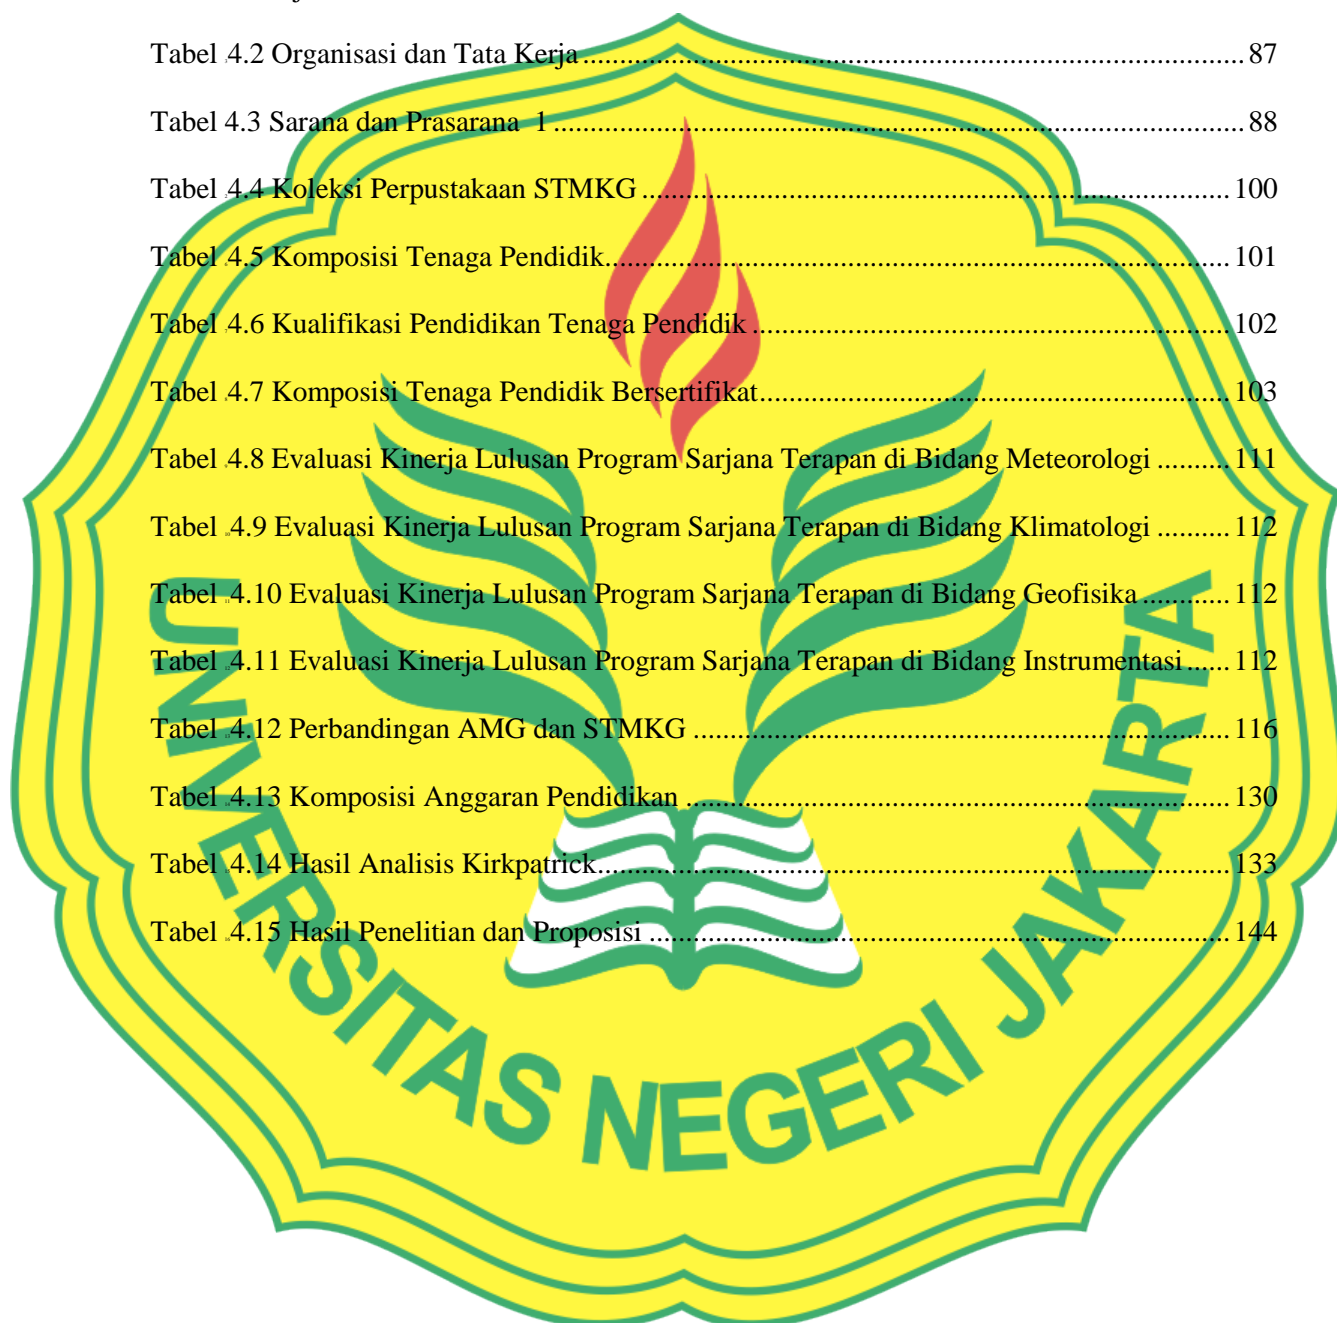 Tabel 4.2 Organisasi dan Tata Kerja........................................................................................ 87
Tabel 4.3 Sarana dan Prasarana 1............................................................................................ 88
Tabel 4.4 Koleksi Perpustakaan STMKG.............................................................................. 100
Tabel 4.5 Komposisi Tenaga Pendidik................................................................................... 101
Tabel 4.6 Kualifikasi Pendidikan Tenaga Pendidik................................................................ 102
Tabel 4.7 Komposisi Tenaga Pendidik Bersertifikat............................................................... 103
Tabel 4.8 Evaluasi Kinerja Lulusan Program Sarjana Terapan di Bidang Meteorologi.......... 111
Tabel 4.9 Evaluasi Kinerja Lulusan Program Sarjana Terapan di Bidang Klimatologi.......... 112
Tabel 4.10 Evaluasi Kinerja Lulusan Program Sarjana Terapan di Bidang Geofisika............ 112
Tabel 4.11 Evaluasi Kinerja Lulusan Program Sarjana Terapan di Bidang Instrumentasi...... 112
Tabel 4.12 Perbandingan AMG dan STMKG........................................................................ 116
Tabel 4.13 Komposisi Anggaran Pendidikan......................................................................... 130
Tabel 4.14 Hasil Analisis Kirkpatrick..................................................................................... 133
Tabel 4.15 Hasil Penelitian dan Proposisi.............................................................................. 144
UNIVERSITAS NEGERI JAKARTA